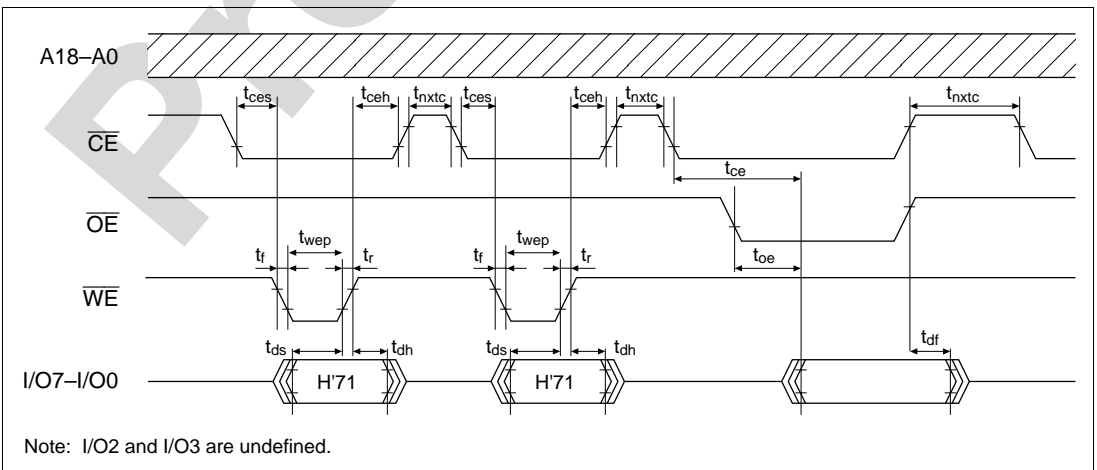 A18–A0
tces tceh tnxtc tces tceh tnxtc tnxtc
CE
tce
OE
twep twep
tf tr tf tr toe
WE
tds tdh tds tdh tdf
I/O7–I/O0 H'71 H'71
Note: I/O2 and I/O3 are undefined.